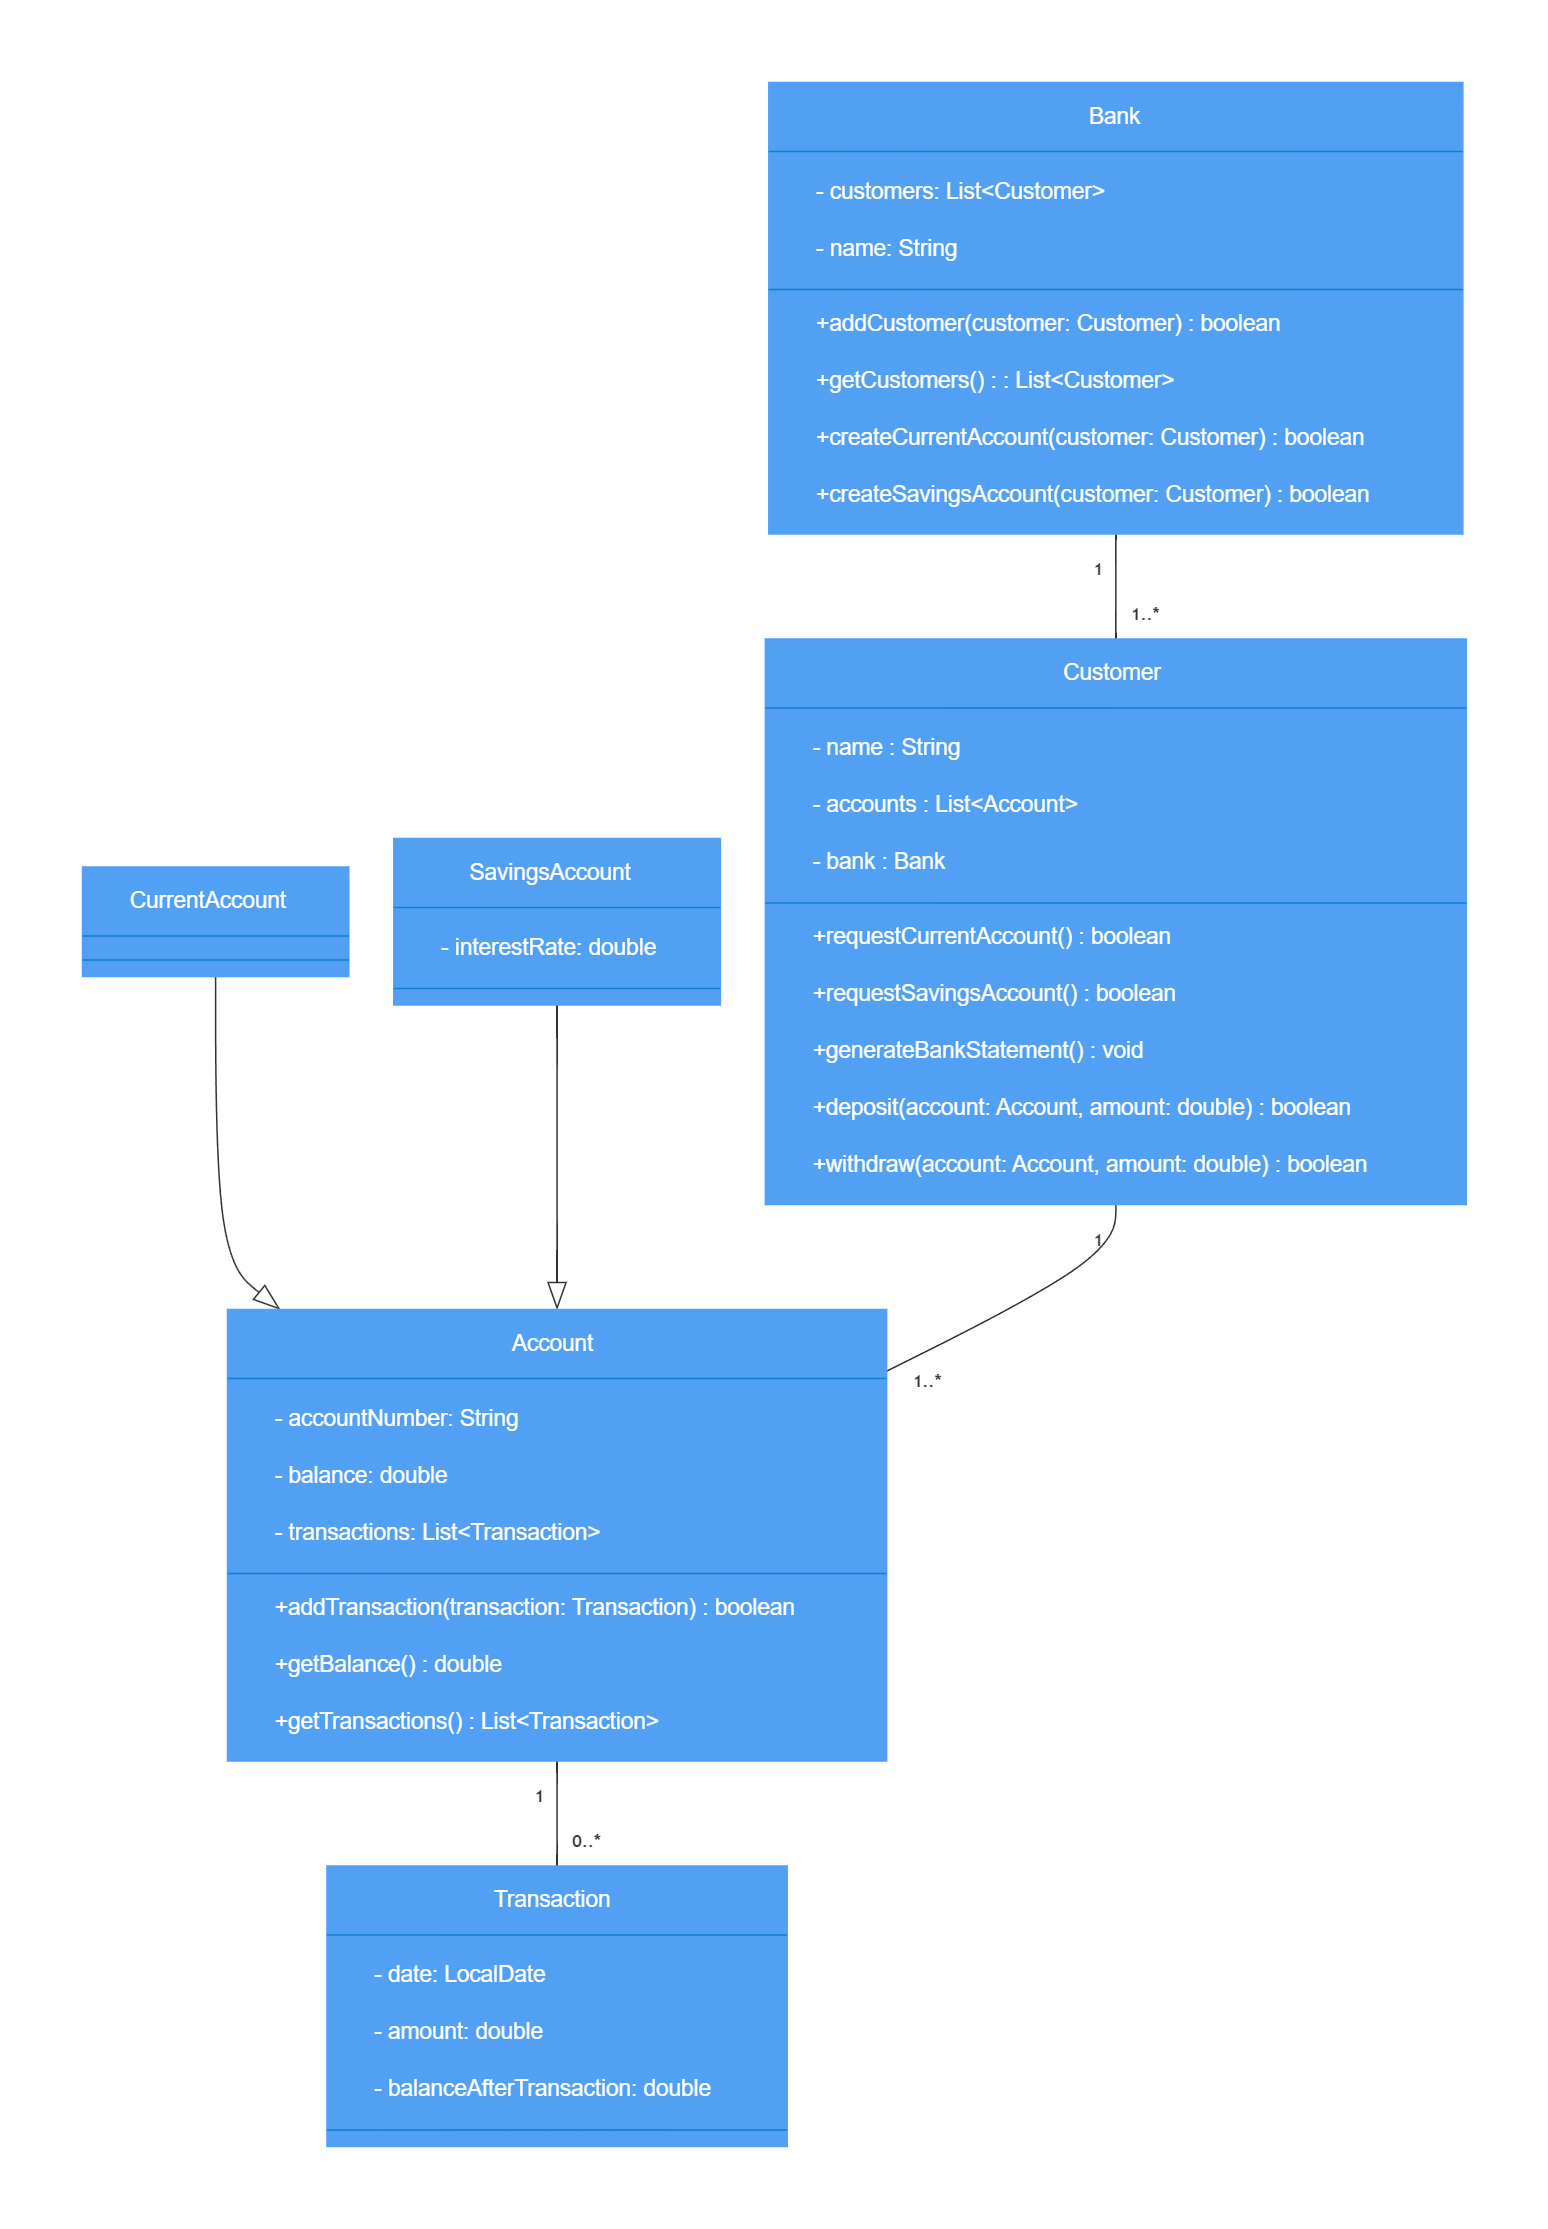 Bank
- customers: List<Customer>
- name: String
+addCustomer(customer: Customer) : boolean
+getCustomers() : : List<Customer>
+createCurrentAccount(customer: Customer) : boolean
+createSavingsAccount(customer: Customer) : boolean
1
1..*
Customer
- name : String
- accounts : List<Account>
- bank : Bank
+requestCurrentAccount() : boolean
+requestSavingsAccount() : boolean
+generateBankStatement() : void
+deposit(account: Account, amount: double) : boolean
+withdraw(account: Account, amount: double) : boolean
SavingsAccount
- interestRate: double
CurrentAccount
1
1..*
Account
- accountNumber: String
- balance: double
- transactions: List<Transaction>
+addTransaction(transaction: Transaction) : boolean
+getBalance() : double
+getTransactions() : List<Transaction>
1
0..*
Transaction
- date: LocalDate
- amount: double
- balanceAfterTransaction: double